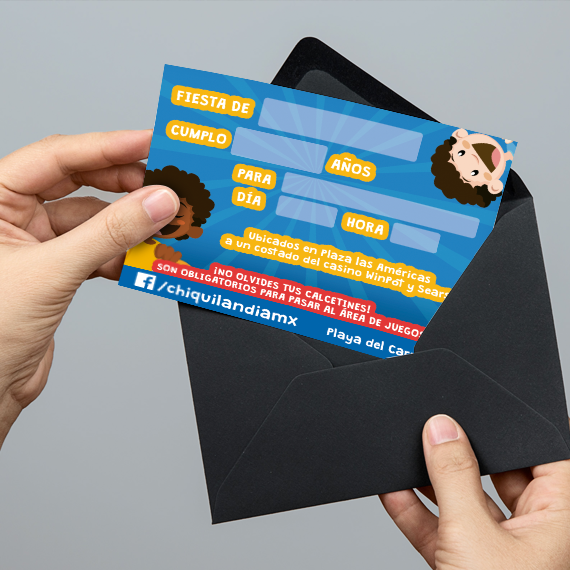 FIESTA DE
CUMPLO AÑOS
PARA
DÍA HORA
Ubicados en Plaza las Américas
a un costado del casino WinPot y Sears
¡NO OLVIDES TUS CALCETINES!
SON OBLIGATORIOS PARA PASAR AL ÁREA DE JUEGOS
/chiquilandiamx
Playa del